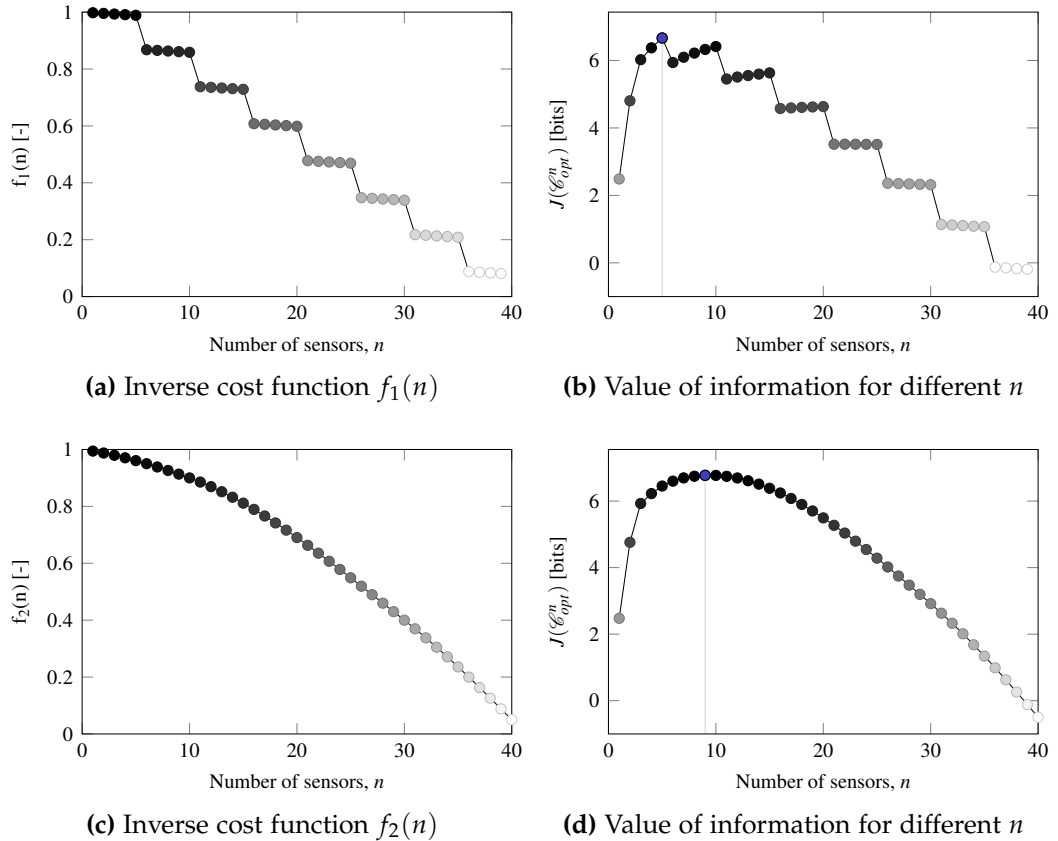 1
0.8
0.6
0.4
0.2
0
0 10 20 30 40
f₁(n) [-]
Number of sensors, n
(a) Inverse cost function f₁(n)
6
4
2
0
0 10 20 30 40
J(𝒞ⁿₒₚₜ) [bits]
Number of sensors, n
(b) Value of information for different n
1
0.8
0.6
0.4
0.2
0
0 10 20 30 40
f₂(n) [-]
Number of sensors, n
(c) Inverse cost function f₂(n)
6
4
2
0
0 10 20 30 40
J(𝒞ⁿₒₚₜ) [bits]
Number of sensors, n
(d) Value of information for different n